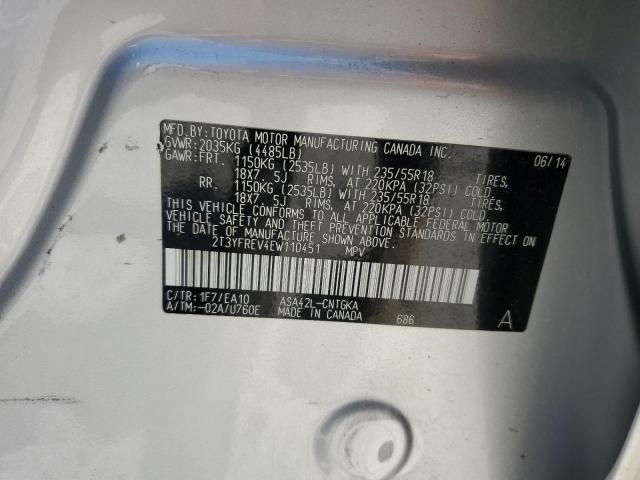 MFD.BY:TOYOTA MOTOR MANUFACTURING CANADA INC. 06/14
GVWR:2035KG (4485LB)
GAWR:FRT. 1150KG (2535LB) WITH 235/55R18 TIRES,
18X7. 5J RIMS, AT 220KPA (32PSI) COLD
RR. 1150KG (2535LB) WITH 235/55R18 TIRES,
18X7. 5J RIMS, AT 220KPA (32PSI) COLD
THIS VEHICLE CONFORMS TO ALL APPLICABLE FEDERAL MOTOR
VEHICLE SAFETY AND THEFT PREVENTION STANDARDS IN EFFECT ON
THE DATE OF MANUFACTURE SHOWN ABOVE.
2T3YFREV4EW110451 MPV
C/TR:1F7/EA10 ASA42L-CNTGKA
A/TM:-02A/U760E MADE IN CANADA 686 A